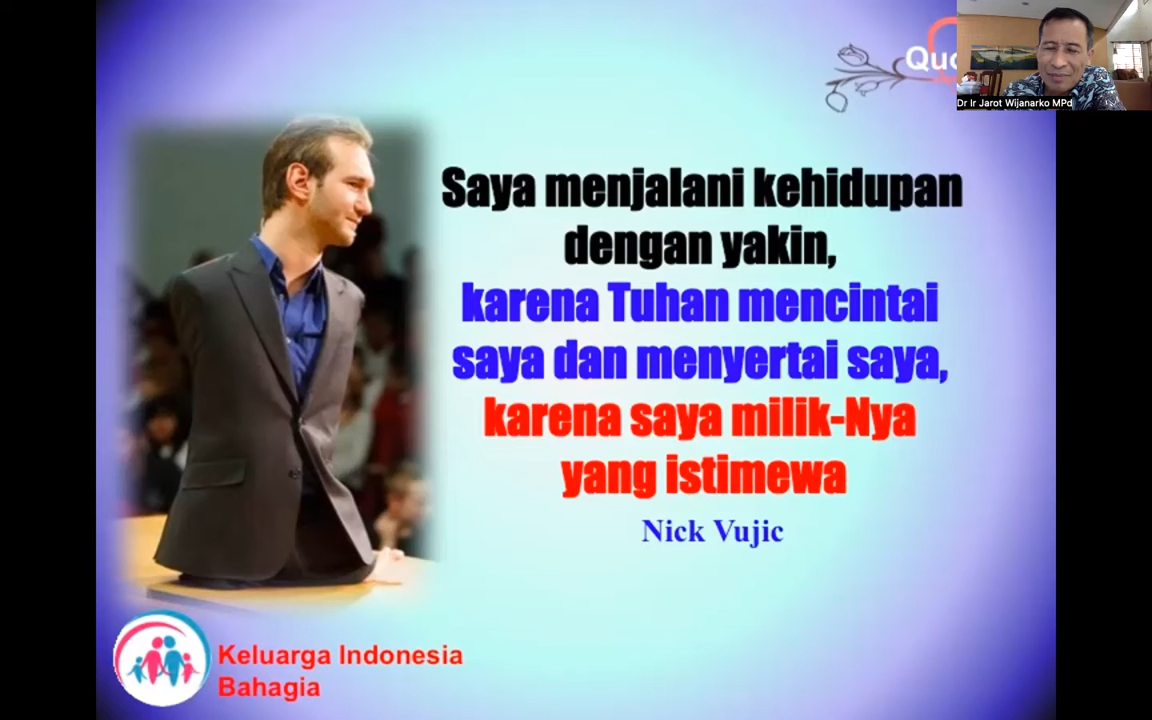 Dr Ir Jarot Wijanarko MPd
Saya menjalani kehidupan
dengan yakin,
karena Tuhan mencintai
saya dan menyertai saya,
karena saya milik-Nya
yang istimewa
Nick Vujic
Keluarga Indonesia
Bahagia